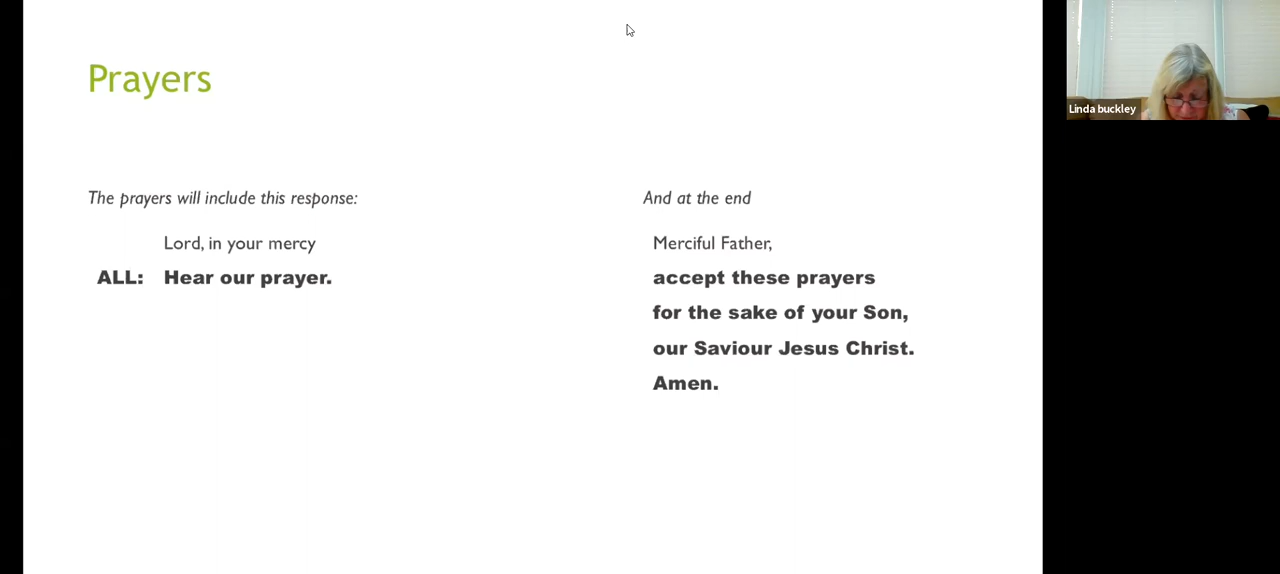 Prayers
The prayers will include this response:
Lord, in your mercy
ALL: Hear our prayer.
And at the end
Merciful Father,
accept these prayers
for the sake of your Son,
our Saviour Jesus Christ.
Amen.
Linda buckley